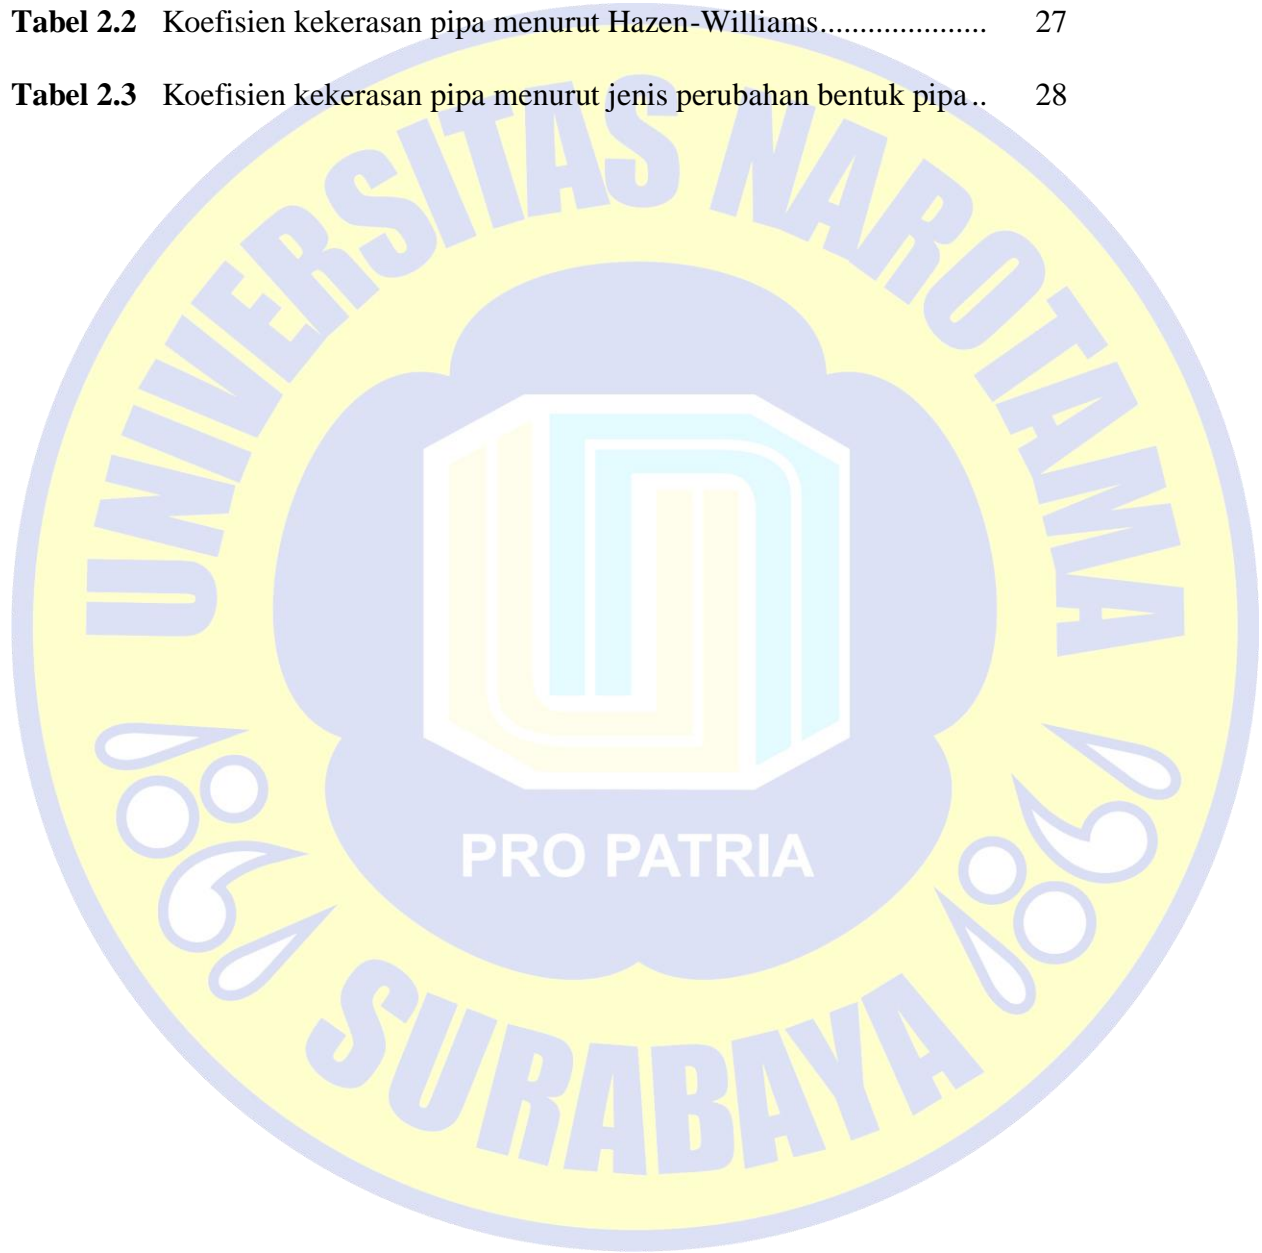 Tabel 2.2 Koefisien kekerasan pipa menurut Hazen-Williams..................... 27
Tabel 2.3 Koefisien kekerasan pipa menurut jenis perubahan bentuk pipa.. 28
UNIVERSITAS NAROTAMA
PRO PATRIA
SURABAYA